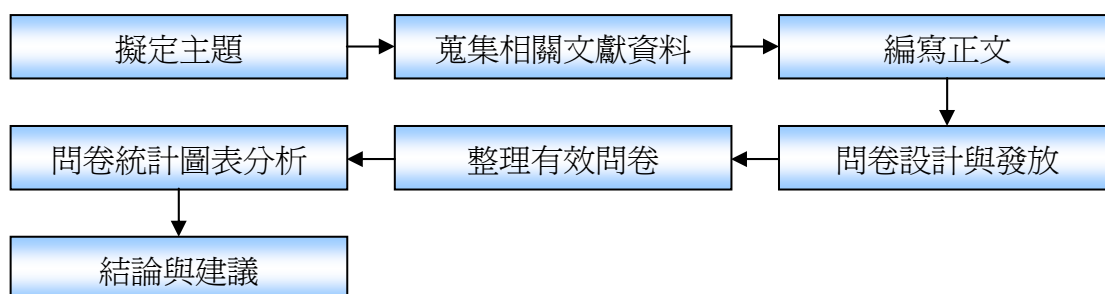 擬定主題
蒐集相關文獻資料
編寫正文
問卷設計與發放
整理有效問卷
問卷統計圖表分析
結論與建議